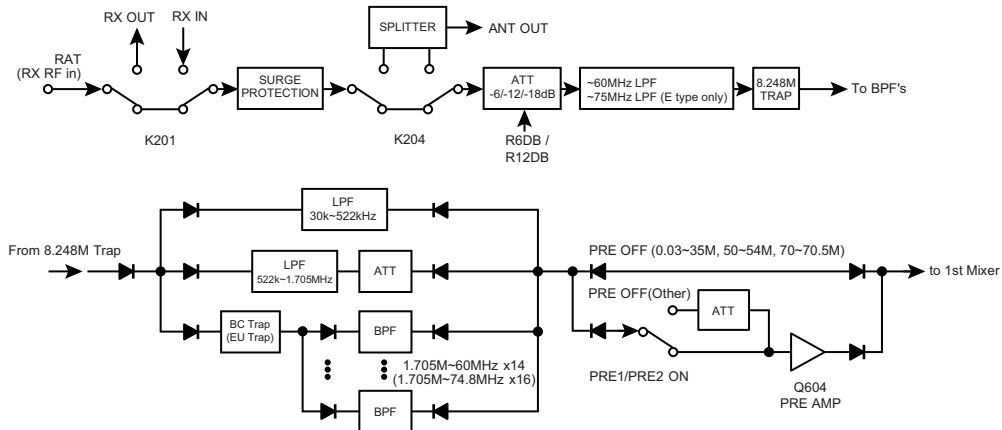 RX OUT
RX IN
SPLITTER
ANT OUT
RAT
(RX RF in)
SURGE
PROTECTION
ATT
-6/-12/-18dB
~60MHz LPF
~75MHz LPF (E type only)
8.248M
TRAP
To BPF's
K201
K204
R6DB /
R12DB
LPF
30k~522kHz
From 8.248M Trap
LPF
522k~1.705MHz
ATT
PRE OFF (0.03~35M, 50~54M, 70~70.5M)
to 1st Mixer
PRE OFF(Other)
ATT
BC Trap
(EU Trap)
BPF
1.705M~60MHz x14
(1.705M~74.8MHz x16)
PRE1/PRE2 ON
Q604
PRE AMP
BPF